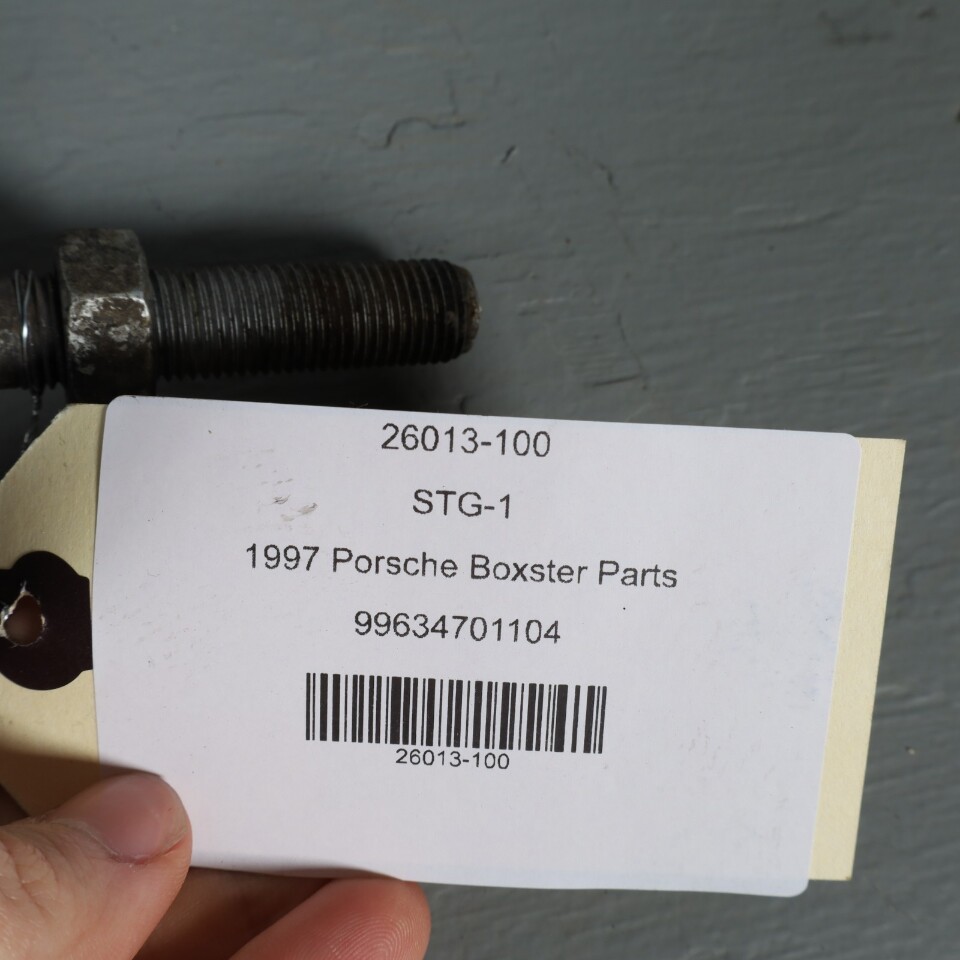 26013-100
STG-1
1997 Porsche Boxster Parts
99634701104
26013-100